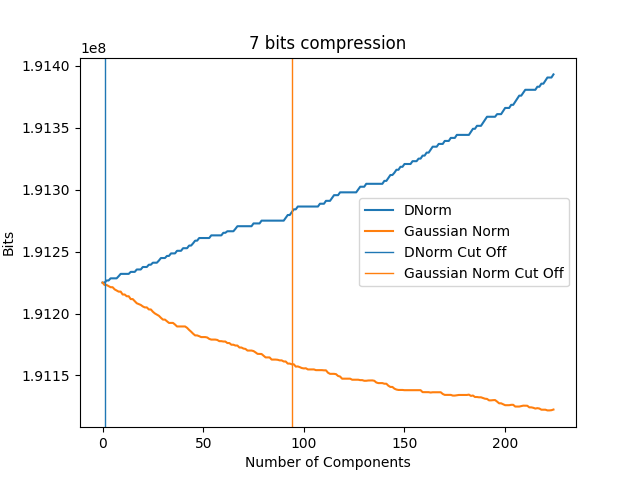 7 bits compression
1e8
1.9140
1.9135
1.9130
1.9125
1.9120
1.9115
Bits
DNorm
Gaussian Norm
DNorm Cut Off
Gaussian Norm Cut Off
0 50 100 150 200
Number of Components